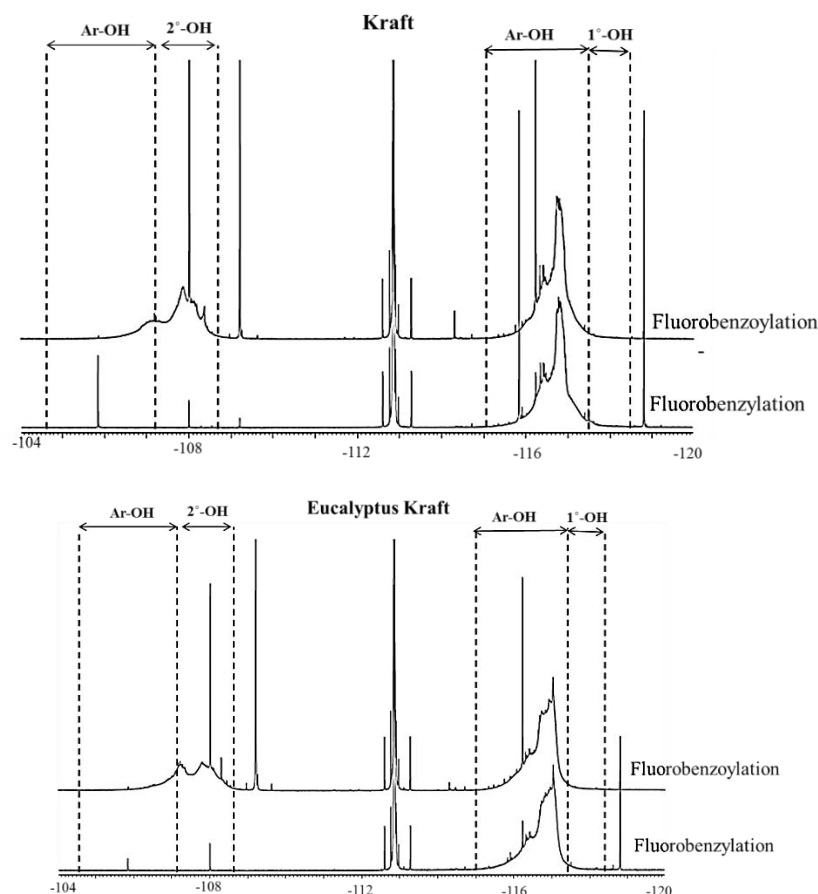 Kraft
Ar-OH 2°-OH Ar-OH 1°-OH
Fluorobenzoylation
-
Fluorobenzylation
-104 -108 -112 -116 -120
Eucalyptus Kraft
Ar-OH 2°-OH Ar-OH 1°-OH
Fluorobenzoylation
Fluorobenzylation
-104 -108 -112 -116 -120